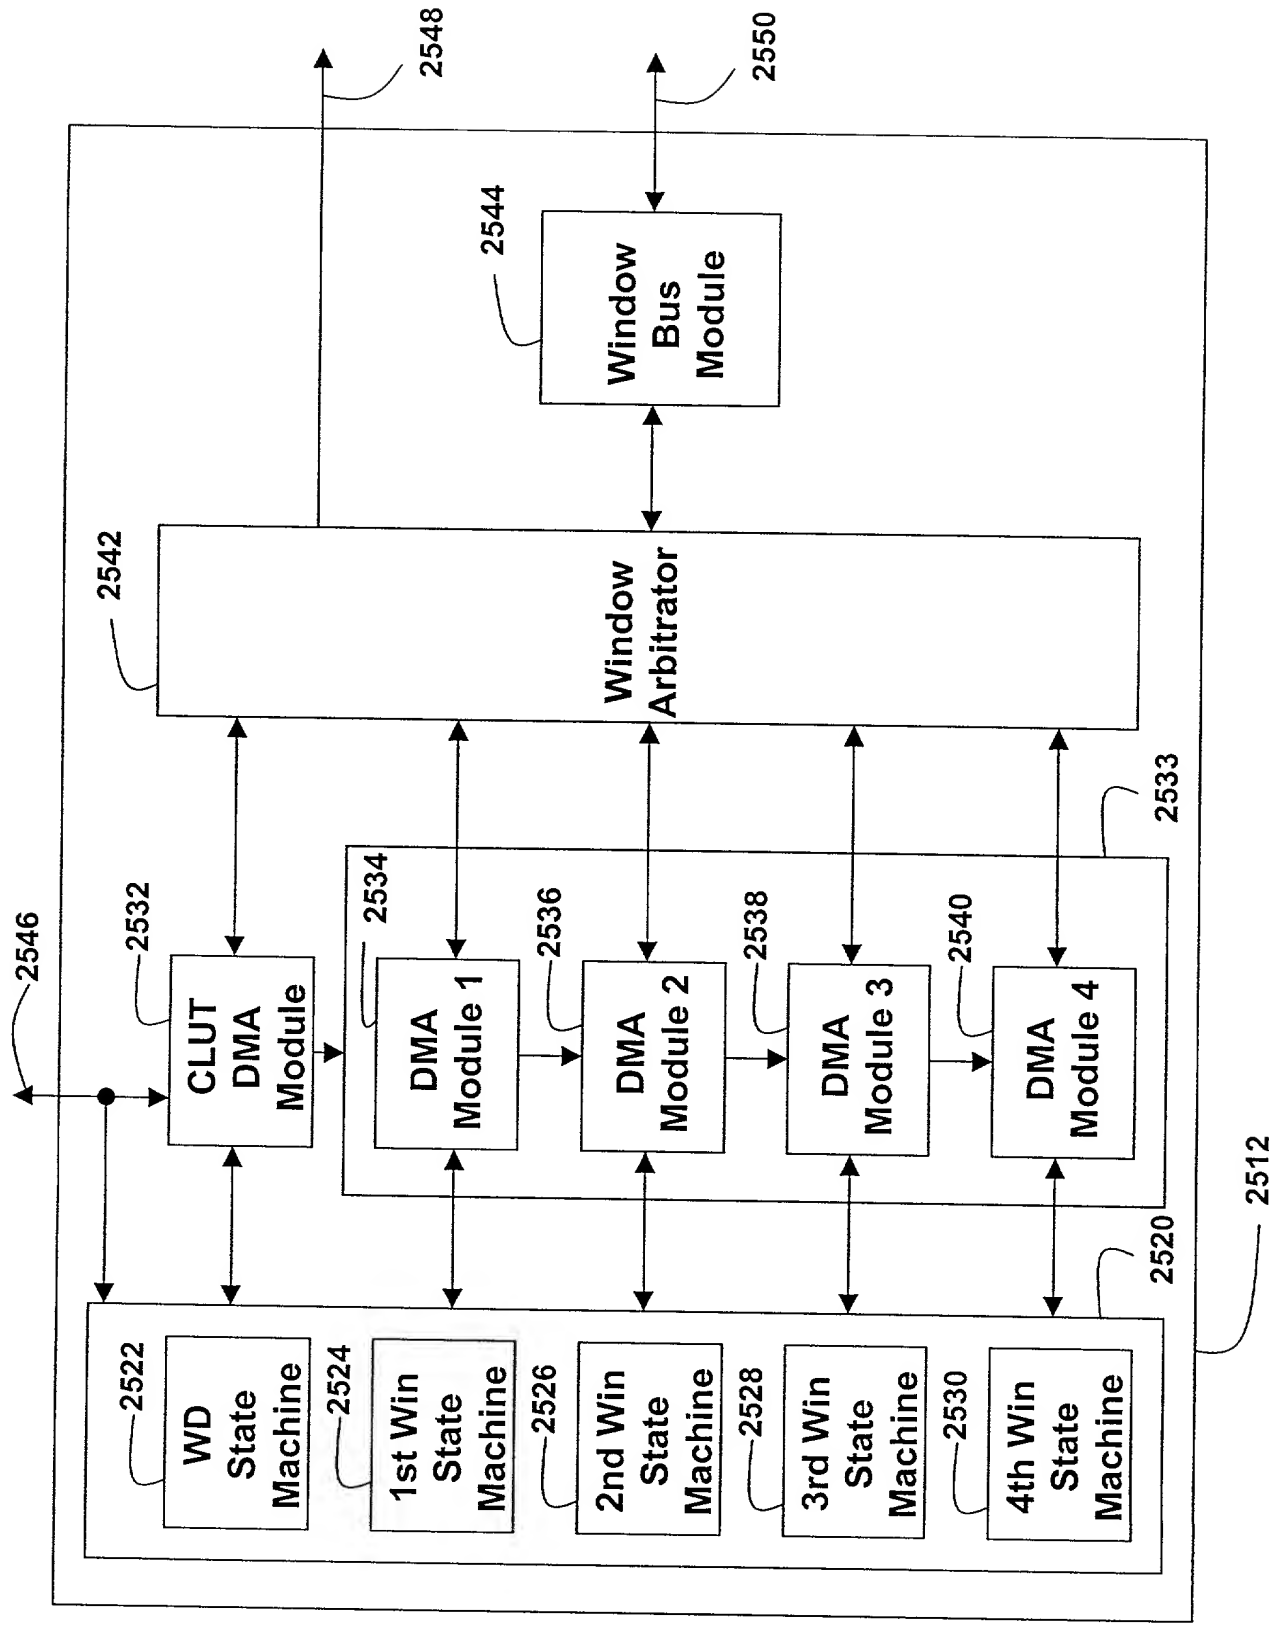 2522
WD
State
Machine
2524
1st Win
State
Machine
2526
2nd Win
State
Machine
2528
3rd Win
State
Machine
2530
4th Win
State
Machine
2520
2512
2546
2532
CLUT
DMA
Module
2534
DMA
Module 1
2536
DMA
Module 2
2538
DMA
Module 3
2540
DMA
Module 4
2533
2542
Window
Arbitrator
2544
Window
Bus
Module
2548
2550